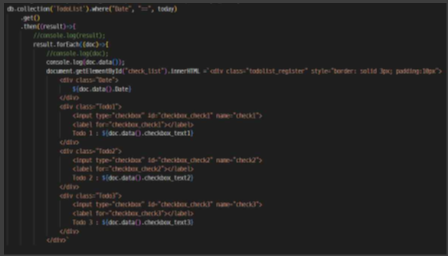 db.collection('TodoList').where("Date", "==", today)
.get()
.then((result)=>{
//console.log(result);
result.forEach((doc)=>{
//console.log(doc);
console.log(doc.data());
document.getElementById("check_list").innerHTML ='<div class="todolist_register" style="border: solid 3px; padding:10px">
<div class="Date">
${doc.data().Date}
</div>
<div class="Todo1">
<input type="checkbox" id="checkbox_check1" name="check1">
<label for="checkbox_check1"></label>
Todo 1 : ${doc.data().checkbox_text1}
</div>
<div class="Todo2">
<input type="checkbox" id="checkbox_check2" name="check2">
<label for="checkbox_check2"></label>
Todo 2 : ${doc.data().checkbox_text2}
</div>
<div class="Todo3">
<input type="checkbox" id="checkbox_check3" name="check3">
<label for="checkbox_check3"></label>
Todo 3 : ${doc.data().checkbox_text3}
</div>
</div>'